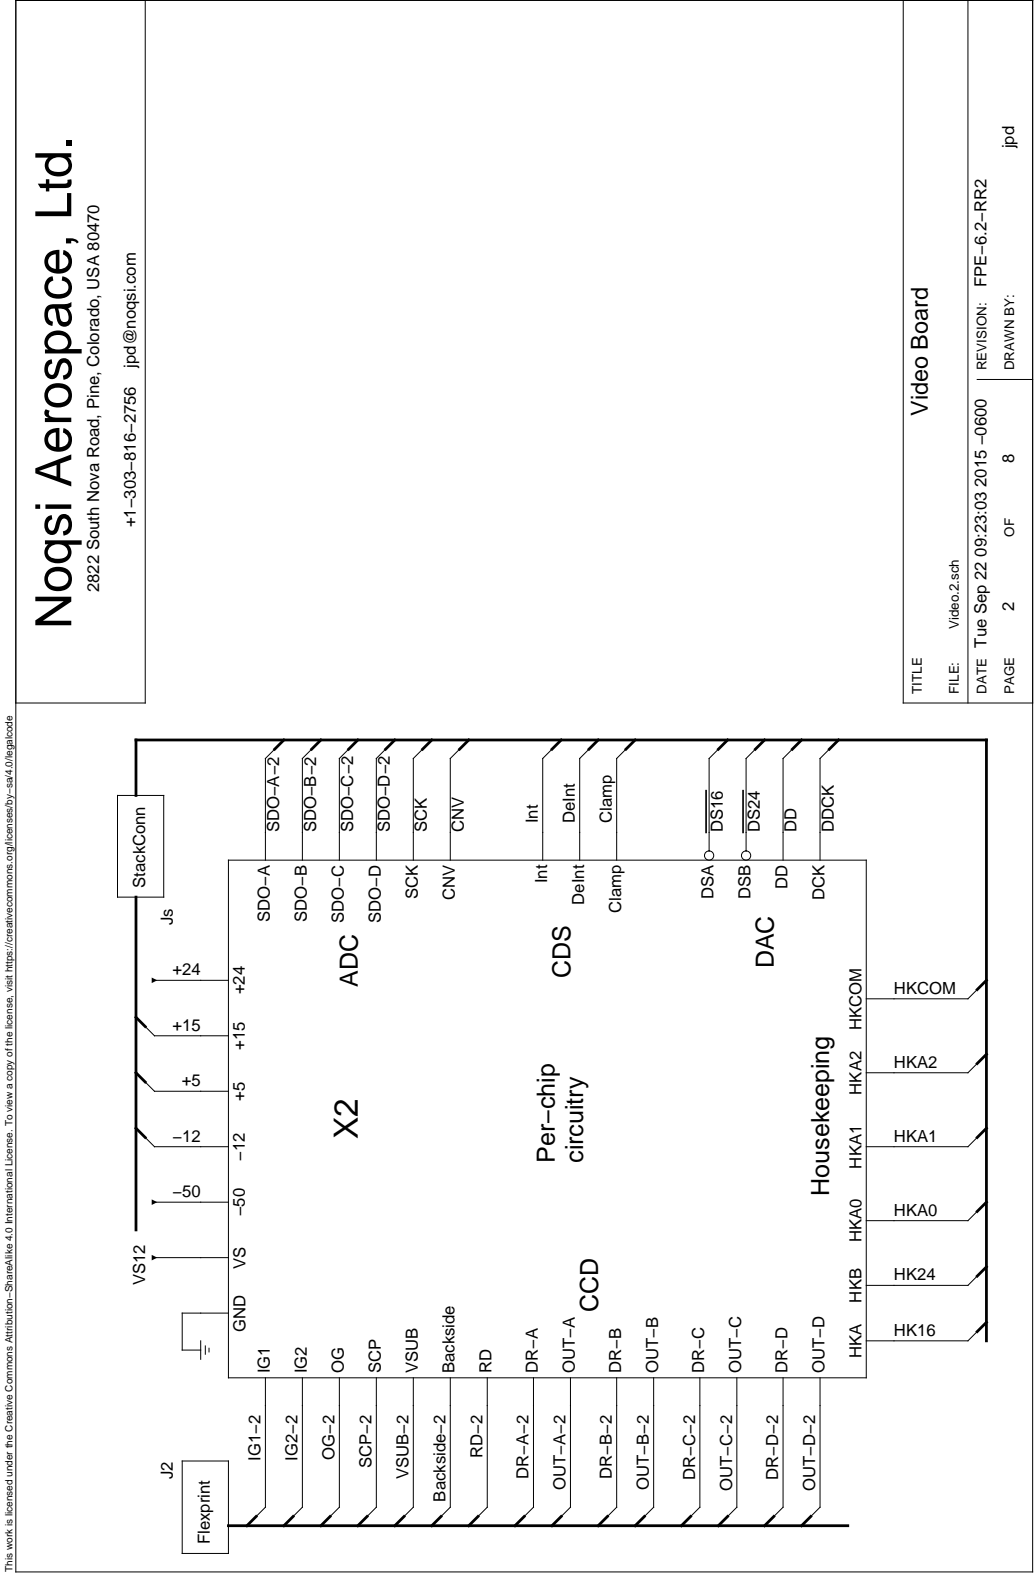 This work is licensed under the Creative Commons Attribution−ShareAlike 4.0 International License. To view a copy of the license, visit https://creativecommons.org/licenses/by−sa/4.0/legalcode
Noqsi Aerospace, Ltd.
2822 South Nova Road, Pine, Colorado, USA 80470
+1−303−816−2756 jpd@noqsi.com
J2
Flexprint
Js
StackConn
VS12
−50
−12
+5
+15
+24
GND
VS
−50
−12
+5
+15
+24
IG1−2
IG1
SDO−A
SDO−A−2
IG2−2
IG2
SDO−B
SDO−B−2
OG−2
OG
SDO−C
SDO−C−2
SCP−2
SCP
SDO−D
SDO−D−2
VSUB−2
VSUB
SCK
SCK
Backside−2
Backside
CNV
CNV
RD−2
RD
X2
ADC
DR−A−2
DR−A
Int
Int
OUT−A−2
OUT−A
DeInt
DeInt
DR−B−2
DR−B
Clamp
Clamp
OUT−B−2
OUT−B
CCD
Per−chip
circuitry
CDS
DR−C−2
DR−C
DSA
DS16
OUT−C−2
OUT−C
DSB
DS24
DR−D−2
DR−D
DD
DD
OUT−D−2
OUT−D
DCK
DDCK
DAC
Housekeeping
HKA
HKB
HKA0
HKA1
HKA2
HKCOM
HK16
HK24
HKA0
HKA1
HKA2
HKCOM
TITLE
Video Board
FILE: Video.2.sch
DATE Tue Sep 22 09:23:03 2015 −0600
REVISION: FPE−6.2−RR2
PAGE 2 OF 8
DRAWN BY: jpd